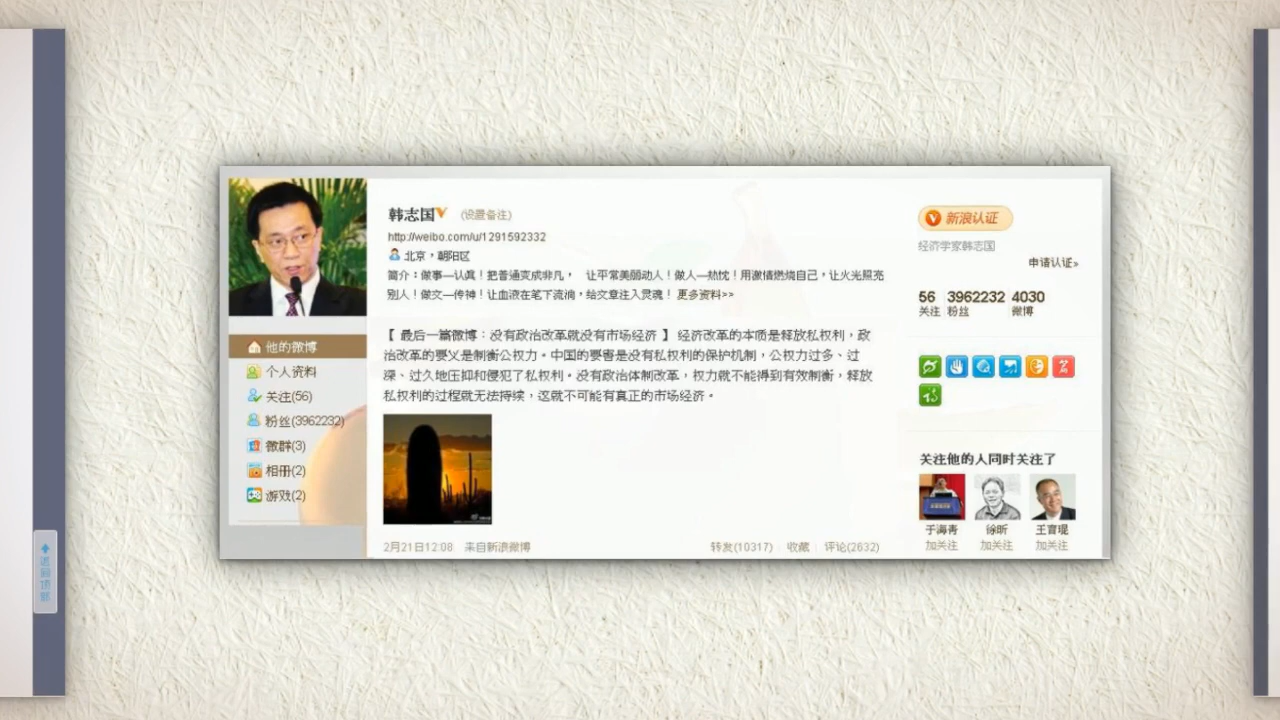 韩志国
(设置备注)
http://weibo.com/u/1291592332
北京，朝阳区
简介：做事—认真！把普通变成非凡， 让平常美丽动人！做人—热忱！用激情燃烧自己，让火光照亮
别人！做文—传神！让血液在笔下流淌，给文章注入灵魂！ 更多资料>>
【 最后一篇微博：没有政治改革就没有市场经济 】 经济改革的本质是释放私权利，政
治改革的要义是制衡公权力。中国的要害是没有私权利的保护机制，公权力过多、过
深、过久地压抑和侵犯了私权利。没有政治体制改革，权力就不能得到有效制衡，释放
私权利的过程就无法持续，这就不可能有真正的市场经济。
2月21日12:08 来自新浪微博
转发(10317) 收藏 评论(2632)
他的微博
个人资料
关注(56)
粉丝(3962232)
微群(3)
相册(2)
游戏(2)
新浪认证
经济学家韩志国
申请认证»
56 3962232 4030
关注 粉丝 微博
关注他的人同时关注了
于海青 徐昕 王育琨
加关注 加关注 加关注
返回顶部